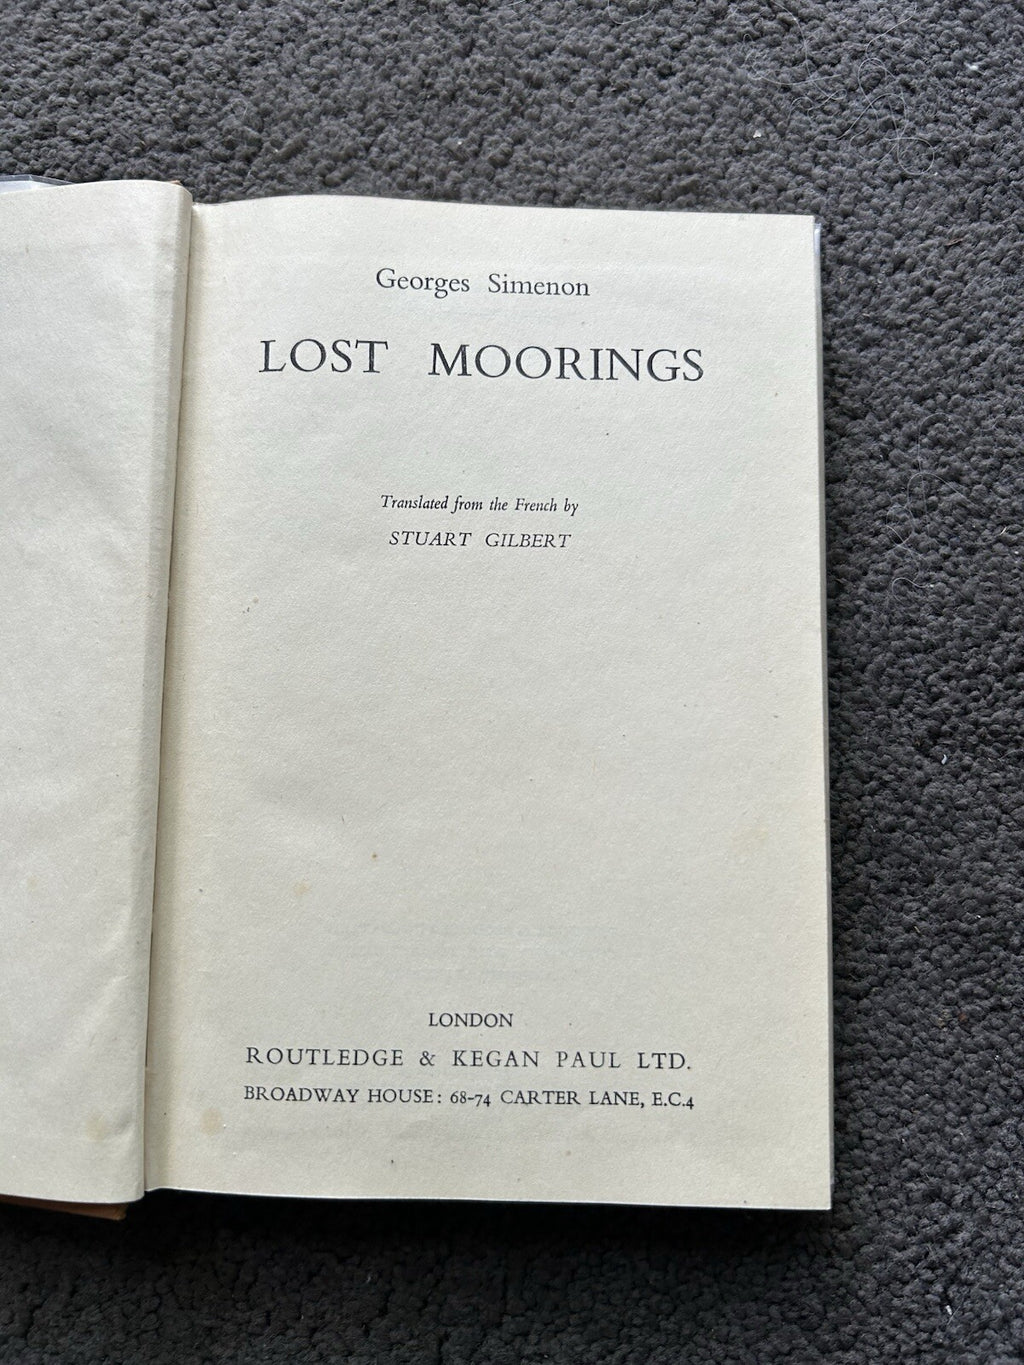 Georges Simenon
LOST MOORINGS
Translated from the French by
STUART GILBERT
LONDON
ROUTLEDGE & KEGAN PAUL LTD.
BROADWAY HOUSE: 68-74 CARTER LANE, E.C.4